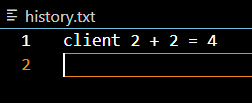 history.txt
1 client 2 + 2 = 4
2